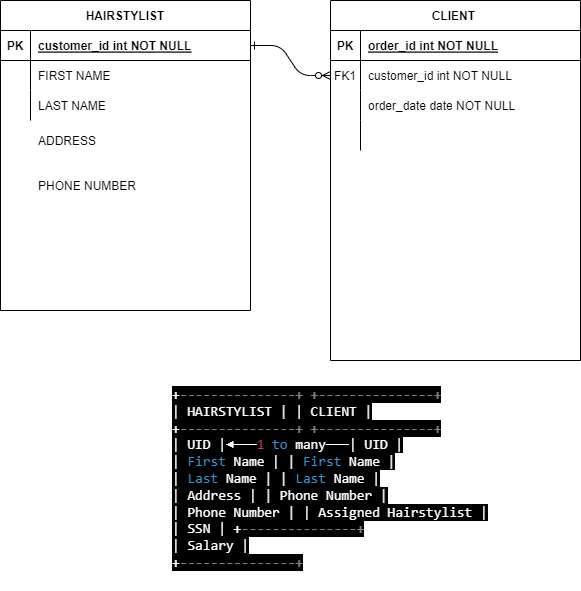 HAIRSTYLIST
PK customer_id int NOT NULL
FIRST NAME
LAST NAME
ADDRESS
PHONE NUMBER
CLIENT
PK order_id int NOT NULL
FK1 customer_id int NOT NULL
order_date date NOT NULL
+---------------+ +---------------+
| HAIRSTYLIST | | CLIENT |
+---------------+ +---------------+
| UID |◄───1 to many───| UID |
| First Name | | First Name |
| Last Name | | Last Name |
| Address | | Phone Number |
| Phone Number | | Assigned Hairstylist |
| SSN | +---------------+
| Salary |
+---------------+